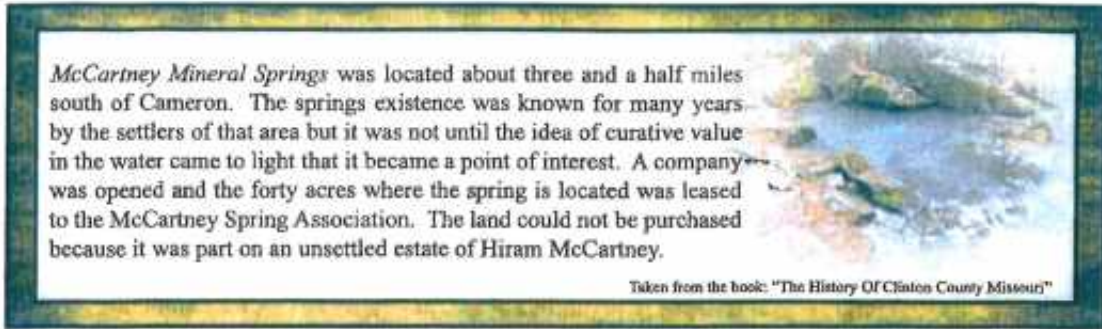 McCartney Mineral Springs was located about three and a half miles
south of Cameron. The springs existence was known for many years
by the settlers of that area but it was not until the idea of curative value
in the water came to light that it became a point of interest. A company
was opened and the forty acres where the spring is located was leased
to the McCartney Spring Association. The land could not be purchased
because it was part on an unsettled estate of Hiram McCartney.
Taken from the book: "The History Of Clinton County Missouri"